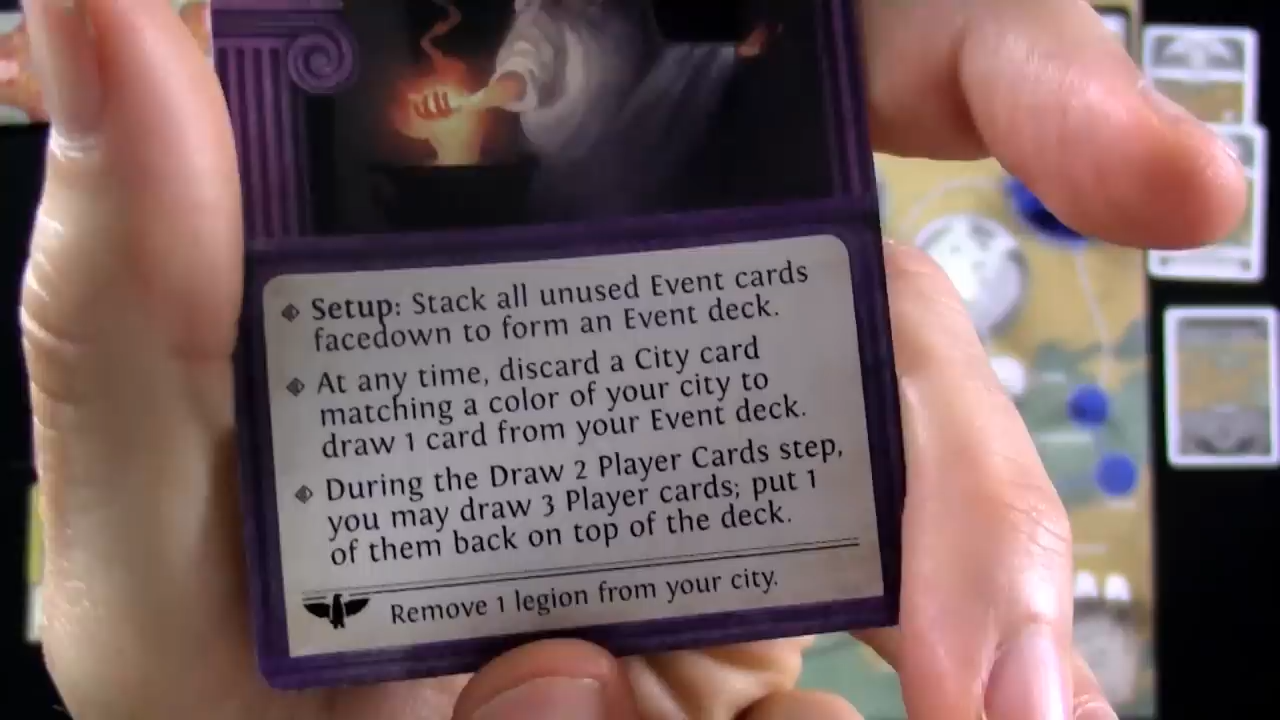 Setup: Stack all unused Event cards
facedown to form an Event deck.
At any time, discard a City card
matching a color of your city to
draw 1 card from your Event deck.
During the Draw 2 Player Cards step,
you may draw 3 Player cards; put 1
of them back on top of the deck.
Remove 1 legion from your city.